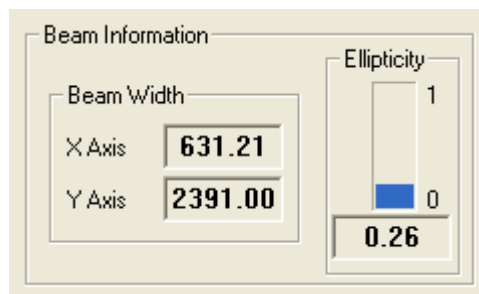 Beam Information
Ellipticity
Beam Width
1
X Axis 631.21
Y Axis 2391.00
0
0.26